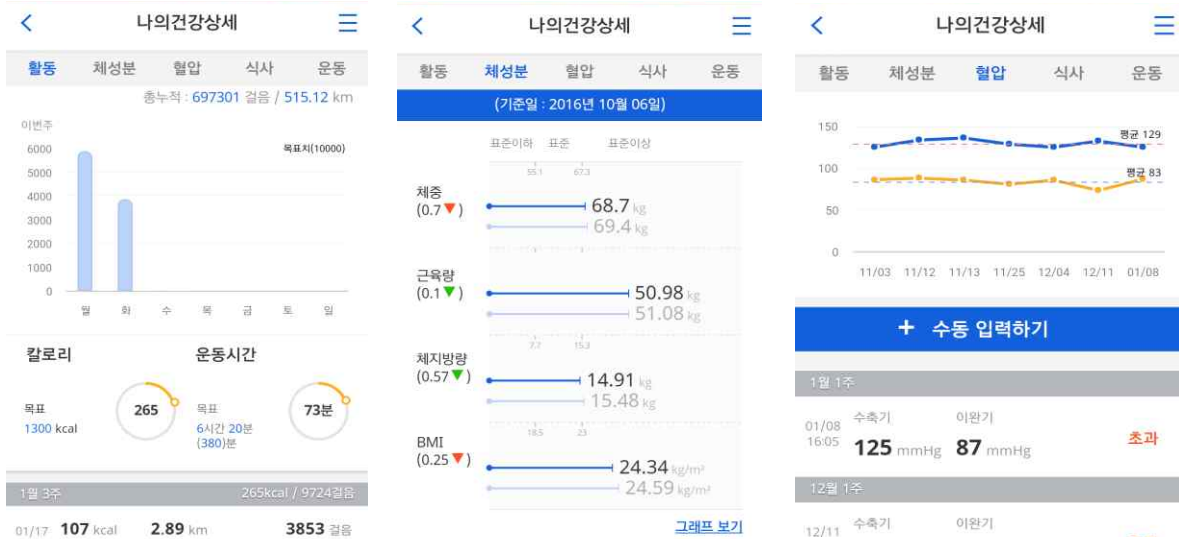 나의건강상세
활동 체성분 혈압 식사 운동
총누적 : 697301 걸음 / 515.12 km
이번주
목표치(10000)
6000
5000
4000
3000
2000
1000
0
월 화 수 목 금 토 일
칼로리 운동시간
목표
1300 kcal
265
목표
6시간 20분
(380)분
73분
1월 3주 265kcal / 9724걸음
01/17 107 kcal 2.89 km 3853 걸음
나의건강상세
활동 체성분 혈압 식사 운동
(기준일 : 2016년 10월 06일)
표준이하 표준 표준이상
55.1 67.3
체중
(0.7▼)
68.7 kg
69.4 kg
근육량
(0.1▼)
50.98 kg
51.08 kg
7.7 15.3
체지방량
(0.57▼)
14.91 kg
15.48 kg
18.5 23
BMI
(0.25▼)
24.34 kg/m²
24.59 kg/m²
그래프 보기
나의건강상세
활동 체성분 혈압 식사 운동
150
100
50
0
평균 129
평균 83
11/03 11/12 11/13 11/25 12/04 12/11 01/08
+ 수동 입력하기
1월 1주
01/08
16:05
수축기 이완기
125 mmHg 87 mmHg
초과
12월 1주
12/11
수축기 이완기